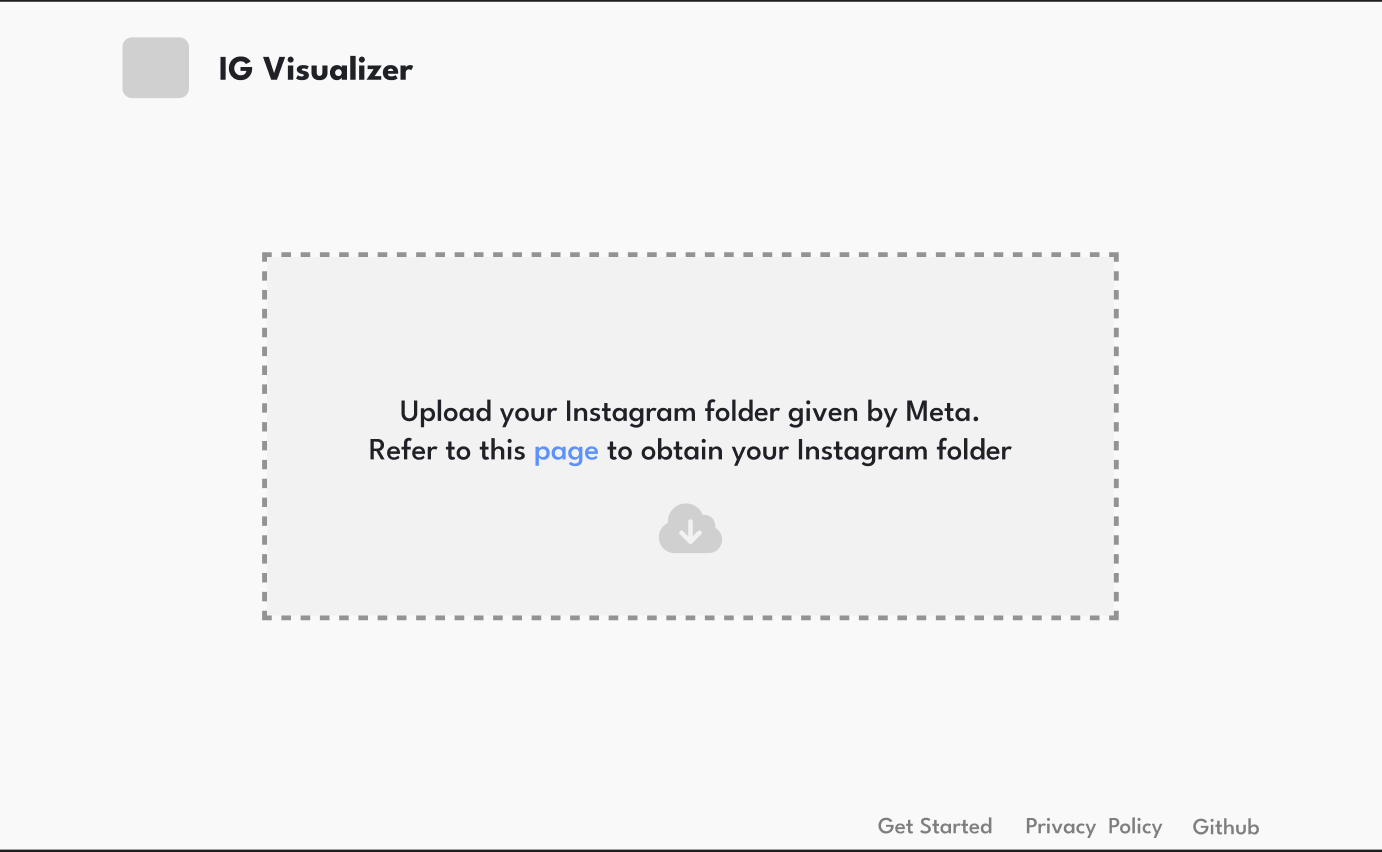 IG Visualizer
Upload your Instagram folder given by Meta.
Refer to this page to obtain your Instagram folder
Get Started Privacy Policy Github